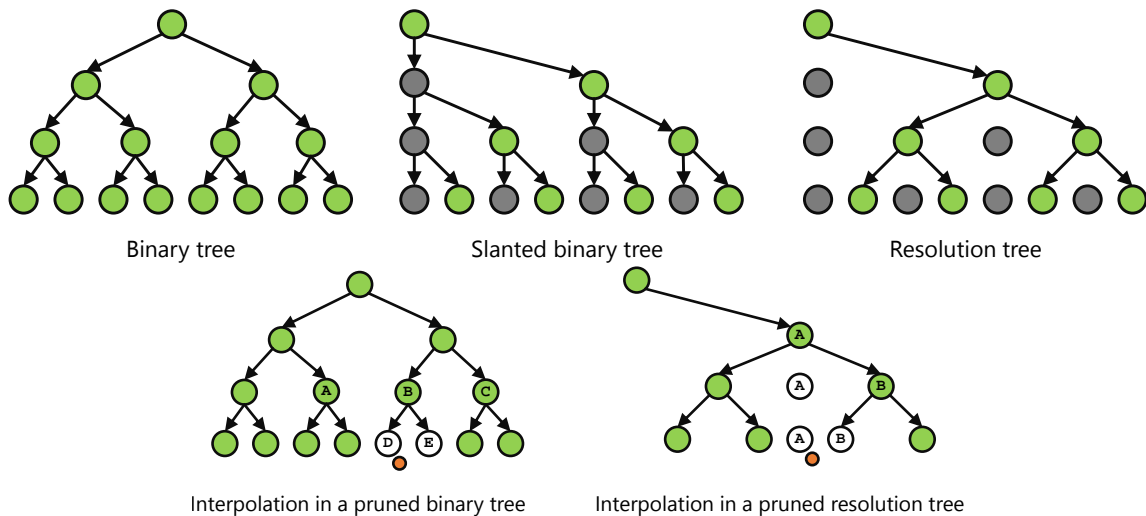 Binary tree
Slanted binary tree
Resolution tree
A
B
C
D
E
A
A
B
A
B
Interpolation in a pruned binary tree
Interpolation in a pruned resolution tree